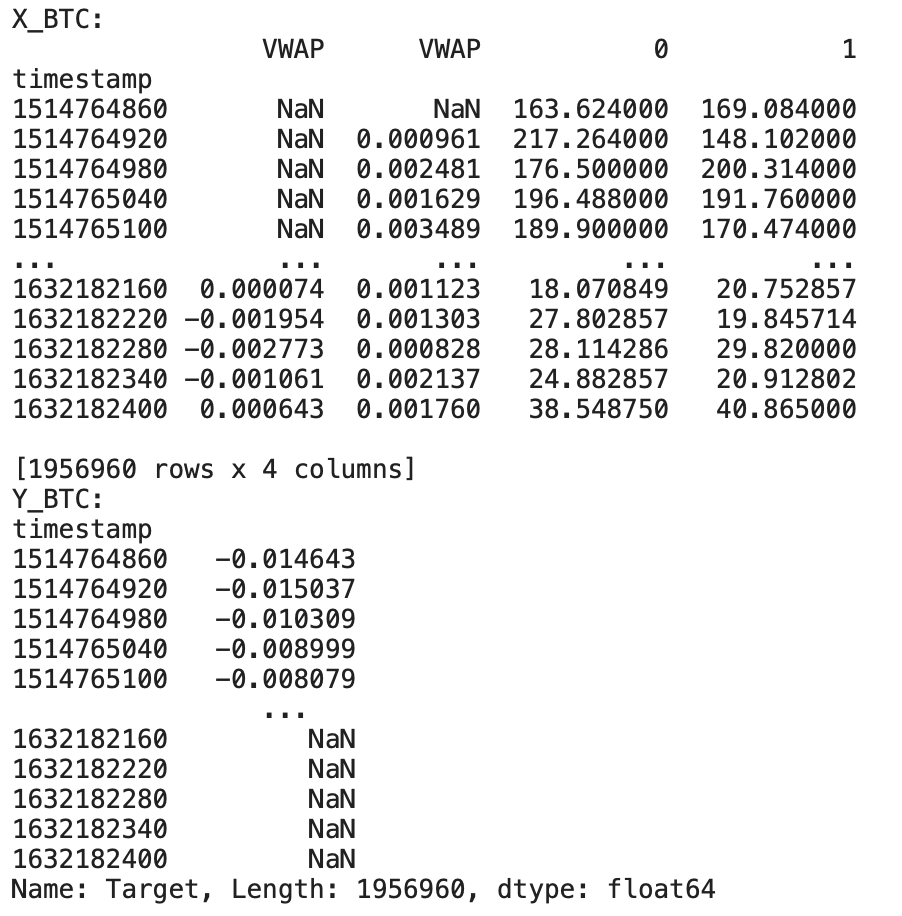 X_BTC:
                VWAP      VWAP           0           1
timestamp
1514764860       NaN       NaN  163.624000  169.084000
1514764920       NaN  0.000961  217.264000  148.102000
1514764980       NaN  0.002481  176.500000  200.314000
1514765040       NaN  0.001629  196.488000  191.760000
1514765100       NaN  0.003489  189.900000  170.474000
...              ...       ...         ...         ...
1632182160  0.000074  0.001123   18.070849   20.752857
1632182220 -0.001954  0.001303   27.802857   19.845714
1632182280 -0.002773  0.000828   28.114286   29.820000
1632182340 -0.001061  0.002137   24.882857   20.912802
1632182400  0.000643  0.001760   38.548750   40.865000
[1956960 rows x 4 columns]
Y_BTC:
timestamp
1514764860   -0.014643
1514764920   -0.015037
1514764980   -0.010309
1514765040   -0.008999
1514765100   -0.008079
                ...
1632182160         NaN
1632182220         NaN
1632182280         NaN
1632182340         NaN
1632182400         NaN
Name: Target, Length: 1956960, dtype: float64